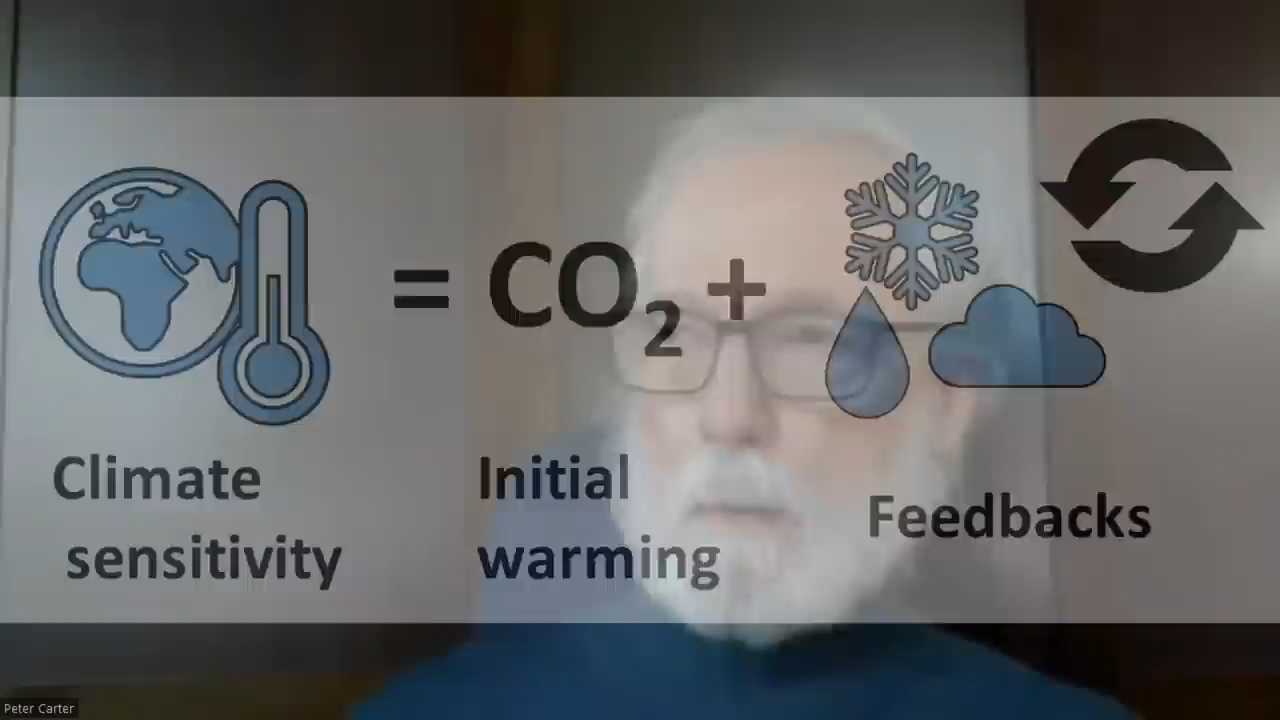 = CO₂ +
Climate
sensitivity
Initial
warming
Feedbacks
Peter Carter